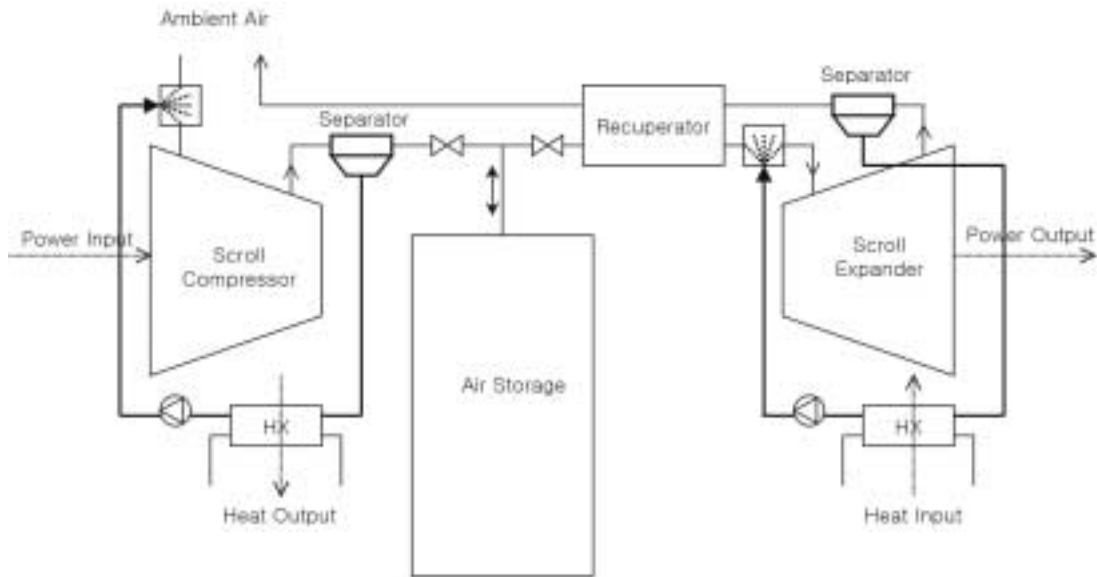 Ambient Air
Separator
Separator
Recuperator
Power Input
Scroll
Compressor
Scroll
Expander
Power Output
Air Storage
HX
HX
Heat Output
Heat Input